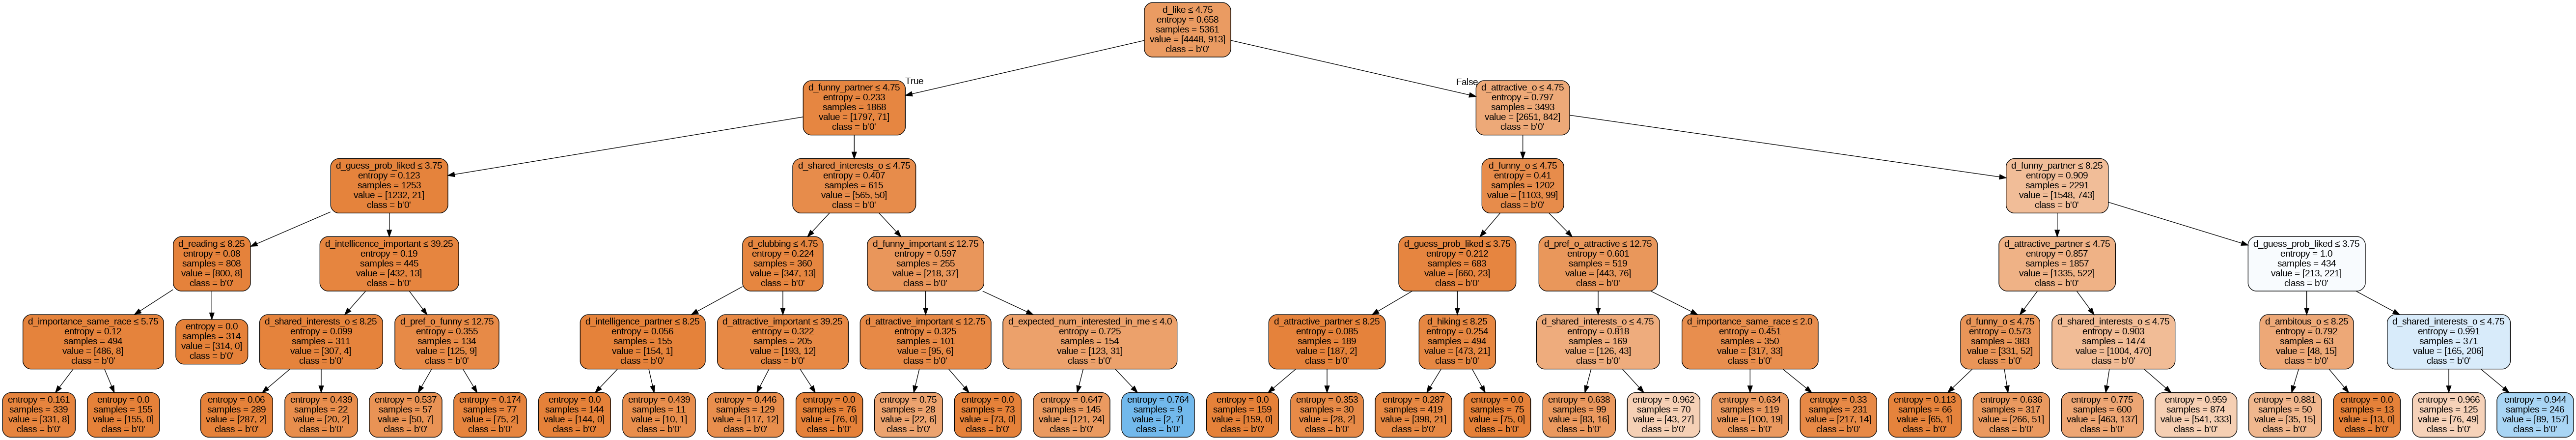 d_like ≤ 4.75
entropy = 0.658
samples = 5361
value = [4448, 913]
class = b'0'
True
False
d_funny_partner ≤ 4.75
entropy = 0.233
samples = 1868
value = [1797, 71]
class = b'0'
d_attractive_o ≤ 4.75
entropy = 0.797
samples = 3493
value = [2651, 842]
class = b'0'
d_guess_prob_liked ≤ 3.75
entropy = 0.123
samples = 1253
value = [1232, 21]
class = b'0'
d_shared_interests_o ≤ 4.75
entropy = 0.407
samples = 615
value = [565, 50]
class = b'0'
d_funny_o ≤ 4.75
entropy = 0.41
samples = 1202
value = [1103, 99]
class = b'0'
d_funny_partner ≤ 8.25
entropy = 0.909
samples = 2291
value = [1548, 743]
class = b'0'
d_reading ≤ 8.25
entropy = 0.08
samples = 808
value = [800, 8]
class = b'0'
d_intellicence_important ≤ 39.25
entropy = 0.19
samples = 445
value = [432, 13]
class = b'0'
d_clubbing ≤ 4.75
entropy = 0.224
samples = 360
value = [347, 13]
class = b'0'
d_funny_important ≤ 12.75
entropy = 0.597
samples = 255
value = [218, 37]
class = b'0'
d_guess_prob_liked ≤ 3.75
entropy = 0.212
samples = 683
value = [660, 23]
class = b'0'
d_pref_o_attractive ≤ 12.75
entropy = 0.601
samples = 519
value = [443, 76]
class = b'0'
d_attractive_partner ≤ 4.75
entropy = 0.857
samples = 1857
value = [1335, 522]
class = b'0'
d_guess_prob_liked ≤ 3.75
entropy = 1.0
samples = 434
value = [213, 221]
class = b'0'
d_importance_same_race ≤ 5.75
entropy = 0.12
samples = 494
value = [486, 8]
class = b'0'
entropy = 0.0
samples = 314
value = [314, 0]
class = b'0'
d_shared_interests_o ≤ 8.25
entropy = 0.099
samples = 311
value = [307, 4]
class = b'0'
d_pref_o_funny ≤ 12.75
entropy = 0.355
samples = 134
value = [125, 9]
class = b'0'
d_intelligence_partner ≤ 8.25
entropy = 0.056
samples = 155
value = [154, 1]
class = b'0'
d_attractive_important ≤ 39.25
entropy = 0.322
samples = 205
value = [193, 12]
class = b'0'
d_attractive_important ≤ 12.75
entropy = 0.325
samples = 101
value = [95, 6]
class = b'0'
d_expected_num_interested_in_me ≤ 4.0
entropy = 0.725
samples = 154
value = [123, 31]
class = b'0'
d_attractive_partner ≤ 8.25
entropy = 0.085
samples = 189
value = [187, 2]
class = b'0'
d_hiking ≤ 8.25
entropy = 0.254
samples = 494
value = [473, 21]
class = b'0'
d_shared_interests_o ≤ 4.75
entropy = 0.818
samples = 169
value = [126, 43]
class = b'0'
d_importance_same_race ≤ 2.0
entropy = 0.451
samples = 350
value = [317, 33]
class = b'0'
d_funny_o ≤ 4.75
entropy = 0.573
samples = 383
value = [331, 52]
class = b'0'
d_shared_interests_o ≤ 4.75
entropy = 0.903
samples = 1474
value = [1004, 470]
class = b'0'
d_ambitous_o ≤ 8.25
entropy = 0.792
samples = 63
value = [48, 15]
class = b'0'
d_shared_interests_o ≤ 4.75
entropy = 0.991
samples = 371
value = [165, 206]
class = b'0'
entropy = 0.161
samples = 339
value = [331, 8]
class = b'0'
entropy = 0.0
samples = 155
value = [155, 0]
class = b'0'
entropy = 0.06
samples = 289
value = [287, 2]
class = b'0'
entropy = 0.439
samples = 22
value = [20, 2]
class = b'0'
entropy = 0.537
samples = 57
value = [50, 7]
class = b'0'
entropy = 0.174
samples = 77
value = [75, 2]
class = b'0'
entropy = 0.0
samples = 144
value = [144, 0]
class = b'0'
entropy = 0.439
samples = 11
value = [10, 1]
class = b'0'
entropy = 0.446
samples = 129
value = [117, 12]
class = b'0'
entropy = 0.0
samples = 76
value = [76, 0]
class = b'0'
entropy = 0.75
samples = 28
value = [22, 6]
class = b'0'
entropy = 0.0
samples = 73
value = [73, 0]
class = b'0'
entropy = 0.647
samples = 145
value = [121, 24]
class = b'0'
entropy = 0.764
samples = 9
value = [2, 7]
class = b'0'
entropy = 0.0
samples = 159
value = [159, 0]
class = b'0'
entropy = 0.353
samples = 30
value = [28, 2]
class = b'0'
entropy = 0.287
samples = 419
value = [398, 21]
class = b'0'
entropy = 0.0
samples = 75
value = [75, 0]
class = b'0'
entropy = 0.638
samples = 99
value = [83, 16]
class = b'0'
entropy = 0.962
samples = 70
value = [43, 27]
class = b'0'
entropy = 0.634
samples = 119
value = [100, 19]
class = b'0'
entropy = 0.33
samples = 231
value = [217, 14]
class = b'0'
entropy = 0.113
samples = 66
value = [65, 1]
class = b'0'
entropy = 0.636
samples = 317
value = [266, 51]
class = b'0'
entropy = 0.775
samples = 600
value = [463, 137]
class = b'0'
entropy = 0.959
samples = 874
value = [541, 333]
class = b'0'
entropy = 0.881
samples = 50
value = [35, 15]
class = b'0'
entropy = 0.0
samples = 13
value = [13, 0]
class = b'0'
entropy = 0.966
samples = 125
value = [76, 49]
class = b'0'
entropy = 0.944
samples = 246
value = [89, 157]
class = b'0'